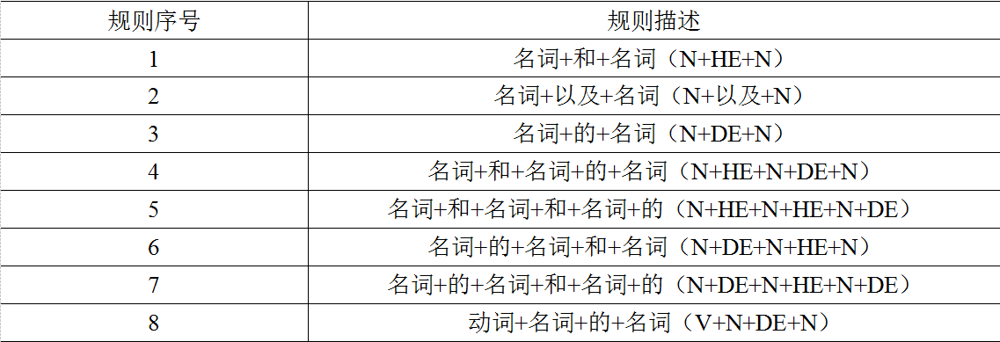 规则序号 规则描述
1 名词+和+名词（N+HE+N）
2 名词+以及+名词（N+以及+N）
3 名词+的+名词（N+DE+N）
4 名词+和+名词+的+名词（N+HE+N+DE+N）
5 名词+和+名词+和+名词+的（N+HE+N+HE+N+DE）
6 名词+的+名词+和+名词（N+DE+N+HE+N）
7 名词+的+名词+和+名词+的（N+DE+N+HE+N+DE）
8 动词+名词+的+名词（V+N+DE+N）